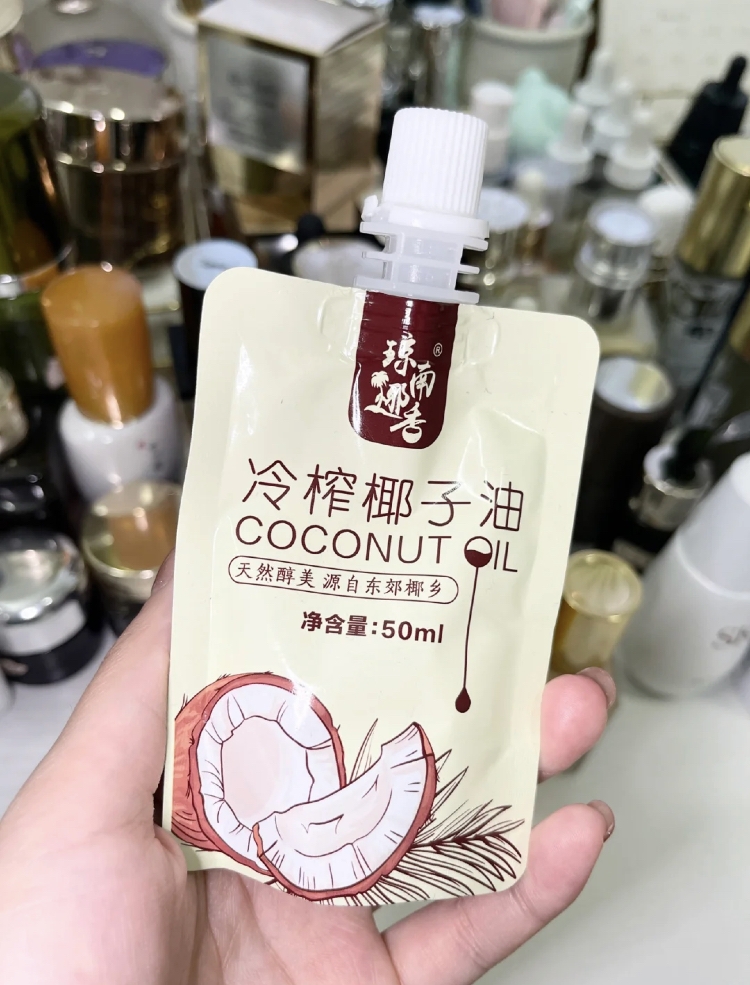 琼南椰香®
冷榨椰子油
COCONUT OIL
天然醇美 源自东郊椰乡
净含量:50ml